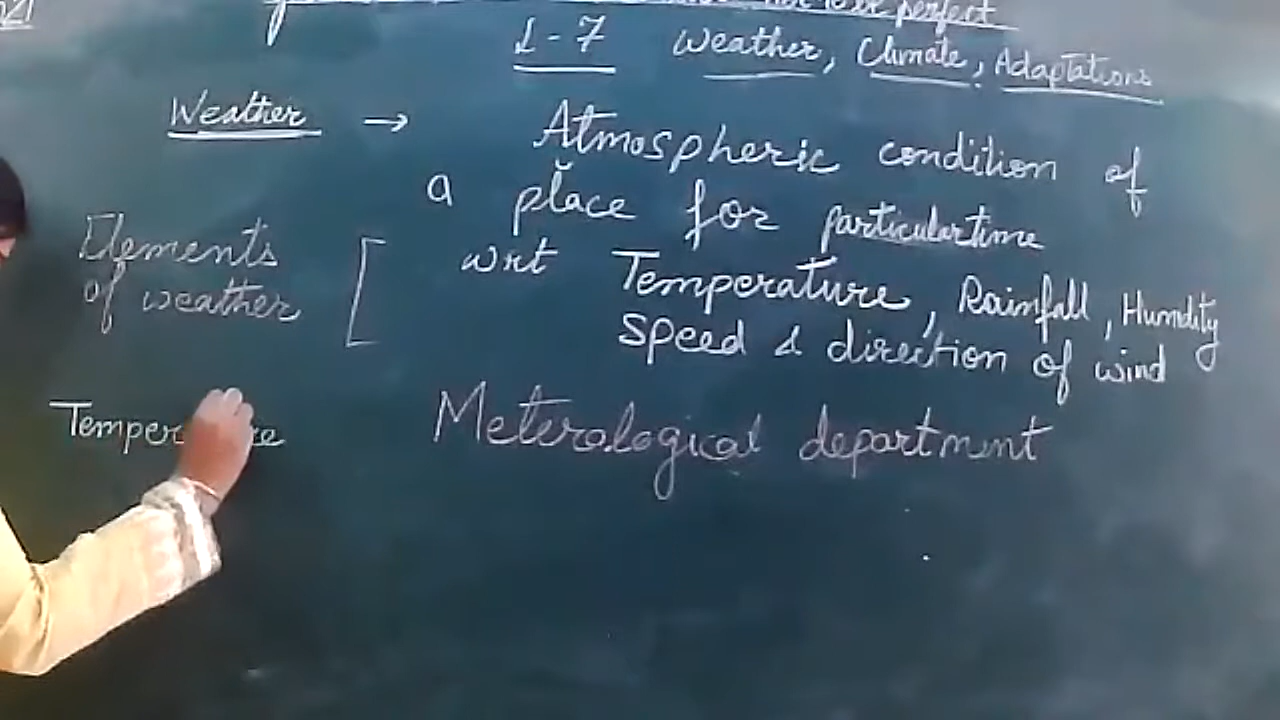 perfect
L-7 Weather, Climate, Adaptations
Weather → Atmospheric condition of
a place for particular time
Elements
of weather
wrt Temperature, Rainfall, Humidity
speed & direction of wind
Meterological department